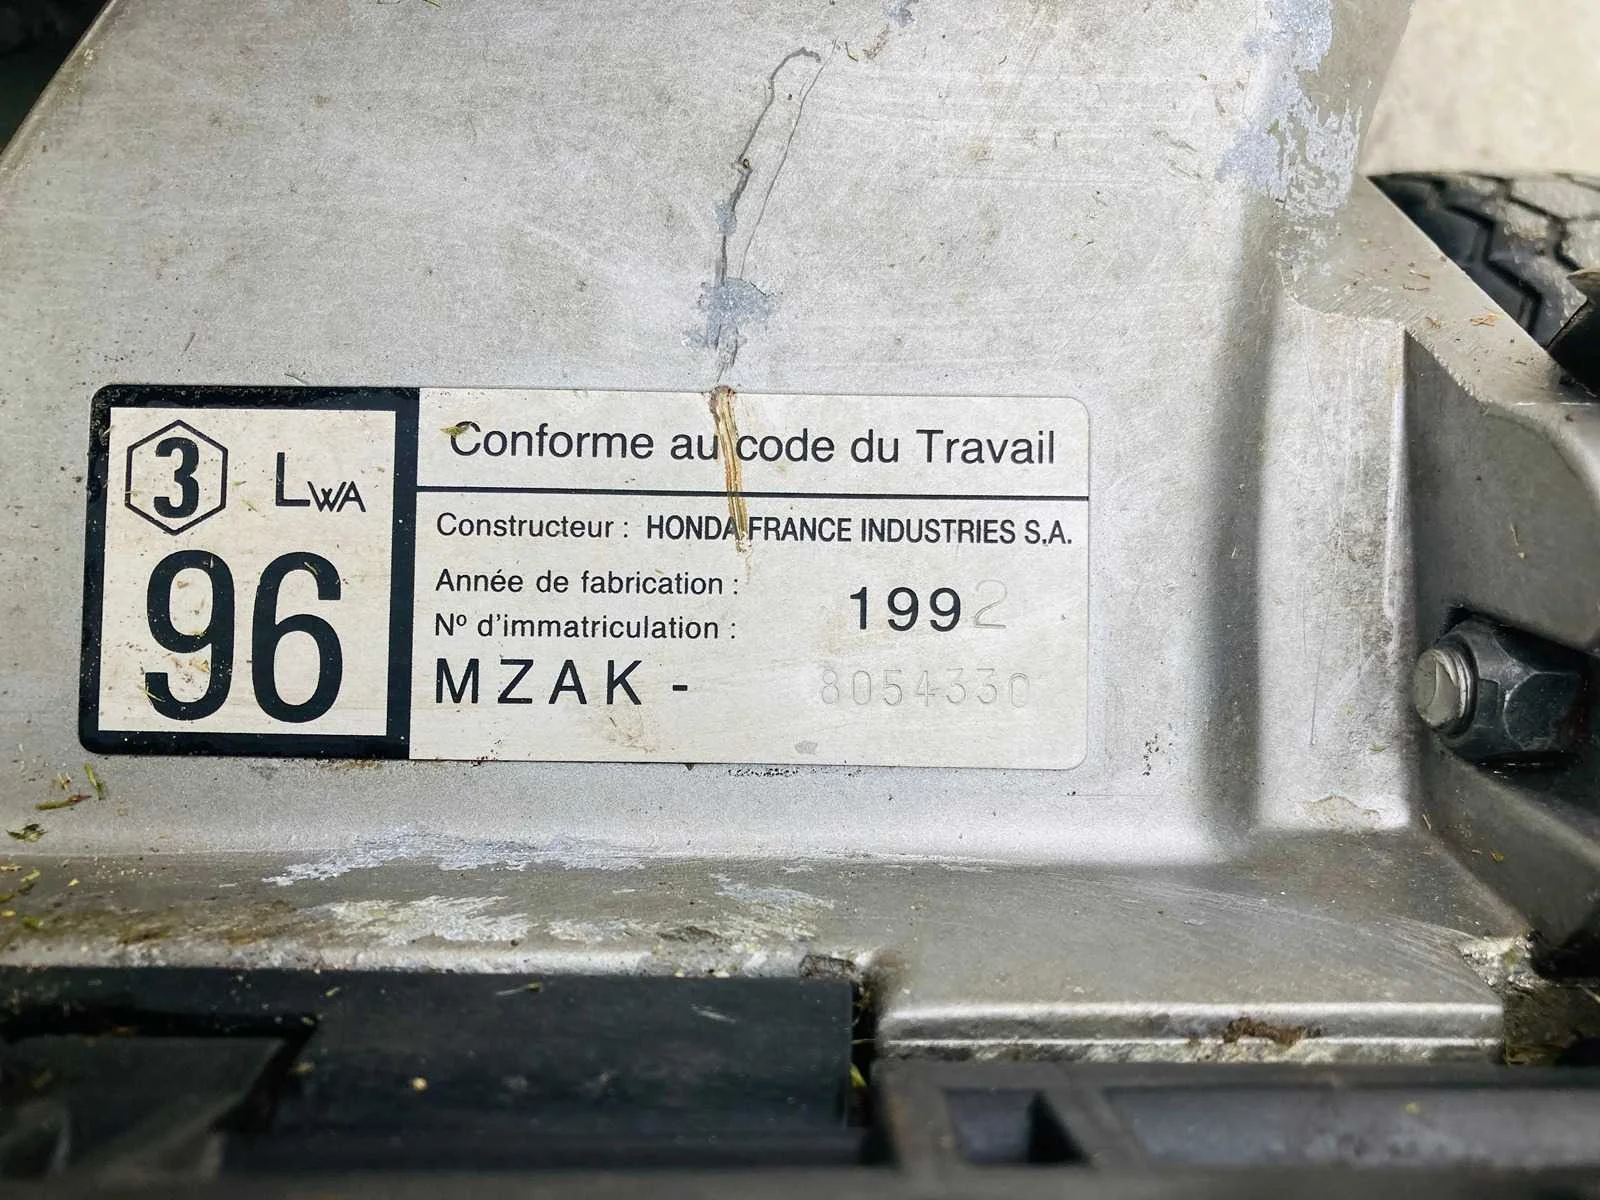 3 LWA
96
Conforme au code du Travail
Constructeur : HONDA FRANCE INDUSTRIES S.A.
Année de fabrication : 1992
Nº d'immatriculation :
MZAK - 8054330